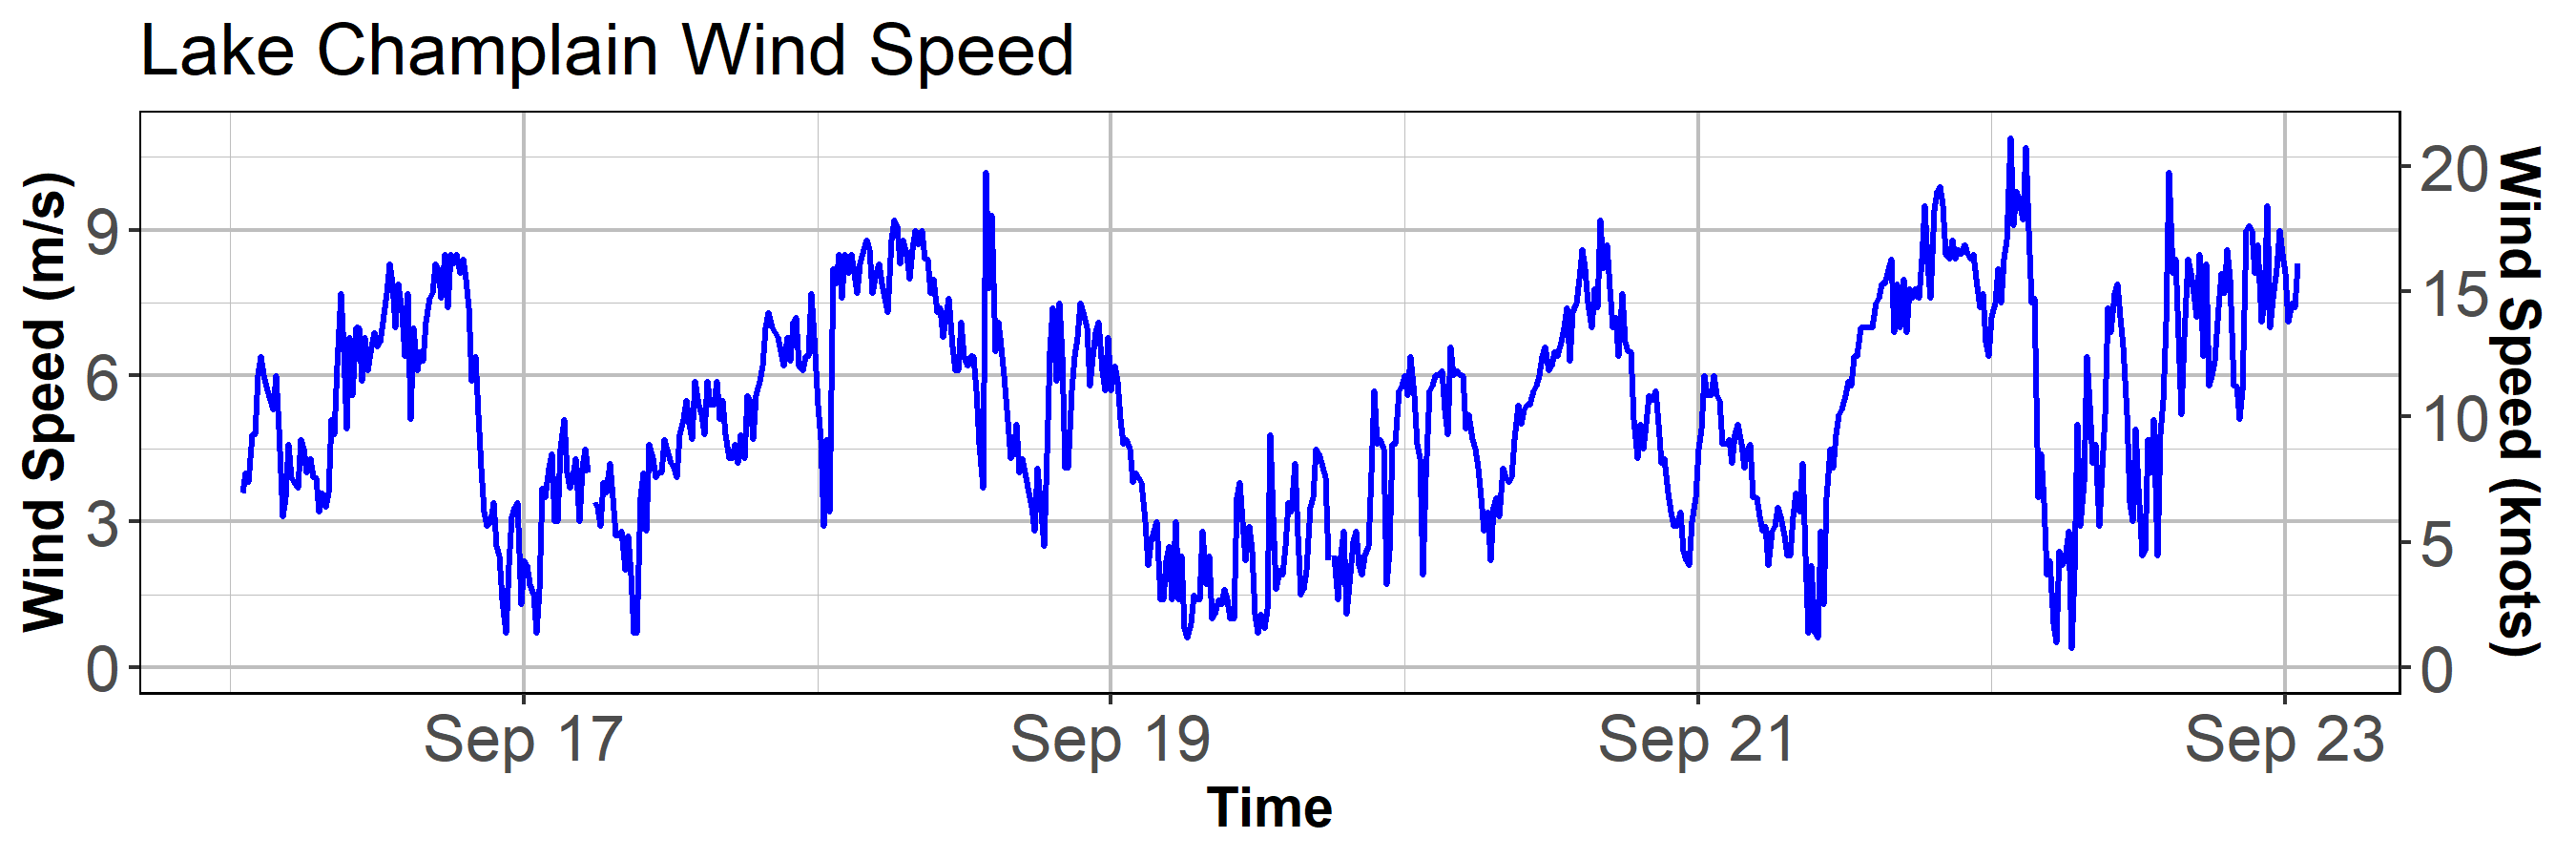 Lake Champlain Wind Speed
Wind Speed (m/s)
9
6
3
0
20
15
10
5
0
Wind Speed (knots)
Sep 17
Sep 19
Sep 21
Sep 23
Time